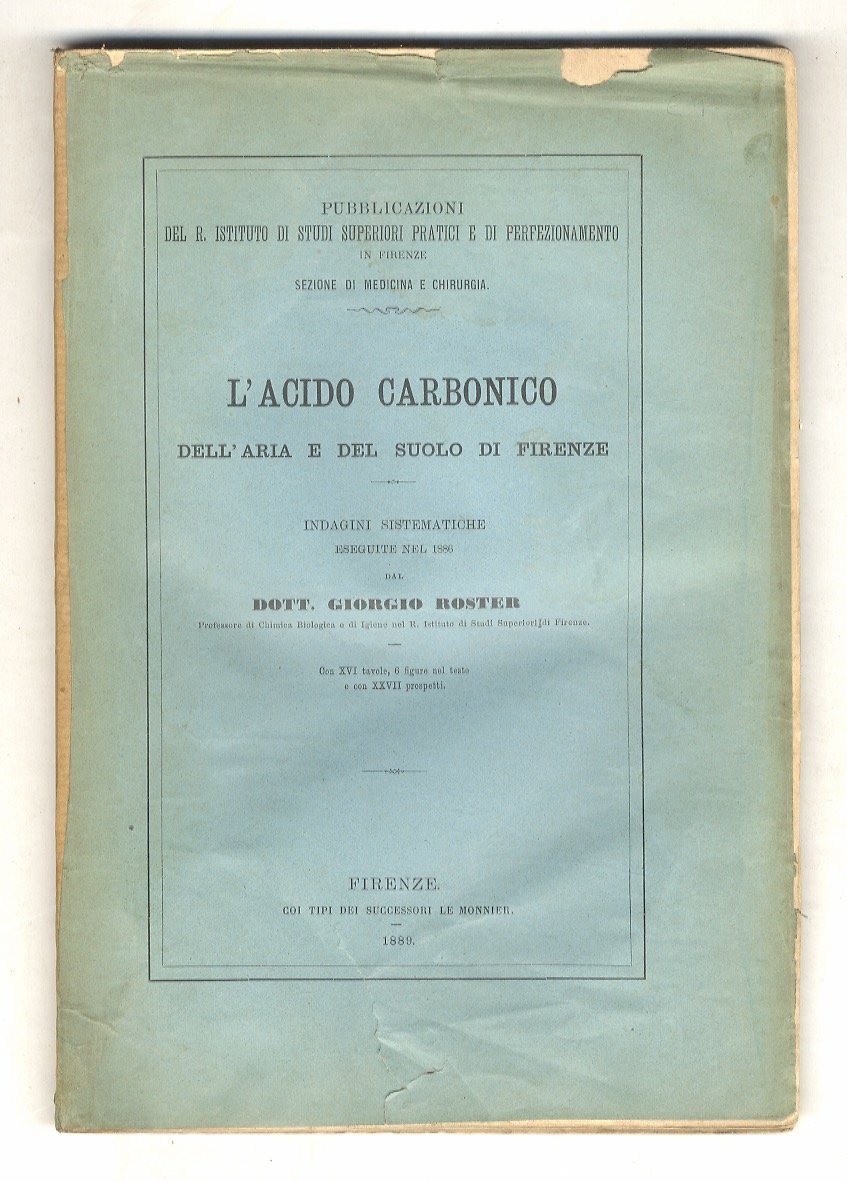 PUBBLICAZIONI
DEL R. ISTITUTO DI STUDI SUPERIORI PRATICI E DI PERFEZIONAMENTO
IN FIRENZE
SEZIONE DI MEDICINA E CHIRURGIA.
L'ACIDO CARBONICO
DELL'ARIA E DEL SUOLO DI FIRENZE
INDAGINI SISTEMATICHE
ESEGUITE NEL 1886
DAL
DOTT. GIORGIO ROSTER
Professore di Chimica Biologica e di Igiene nel R. Istituto di Studi Superiori di Firenze.
Con XVI tavole, 6 figure nel testo
e con XXVII prospetti.
FIRENZE.
COI TIPI DEI SUCCESSORI LE MONNIER.
1889.